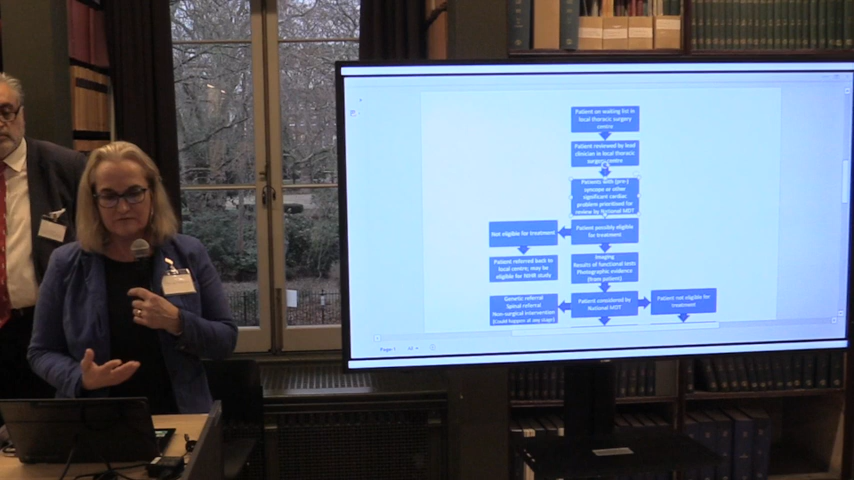 Patient on waiting list in
local thoracic surgery
centre
Patient reviewed by lead
clinician in local thoracic
surgery centre
Patients with (pre-)
syncope or other
significant cardiac
problem prioritised for
review by National MDT
Not eligible for treatment
Patient possibly eligible
for treatment
Patient referred back to
local centre; may be
eligible for NIHR study
Imaging
Results of functional tests
Photographic evidence
(from patient)
Generic referral
Spinal referral
Non-surgical intervention
(Could happen at any stage)
Patient considered by
National MDT
Patient not eligible for
treatment
Page-1
All